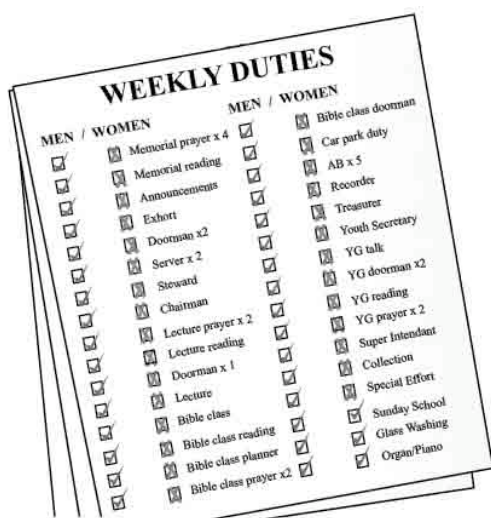 WEEKLY DUTIES
MEN / WOMEN
Memorial prayer x 4
Memorial reading
Announcements
Exhort
Doorman x2
Server x 2
Steward
Chairman
Lecture prayer x 2
Lecture reading
Doorman x 1
Lecture
Bible class
Bible class reading
Bible class planner
Bible class prayer x2
MEN / WOMEN
Bible class doorman
Car park duty
AB x 5
Recorder
Treasurer
Youth Secretary
YG talk
YG doorman x2
YG reading
YG prayer x 2
Super Intendant
Collection
Special Effort
Sunday School
Glass Washing
Organ/Piano